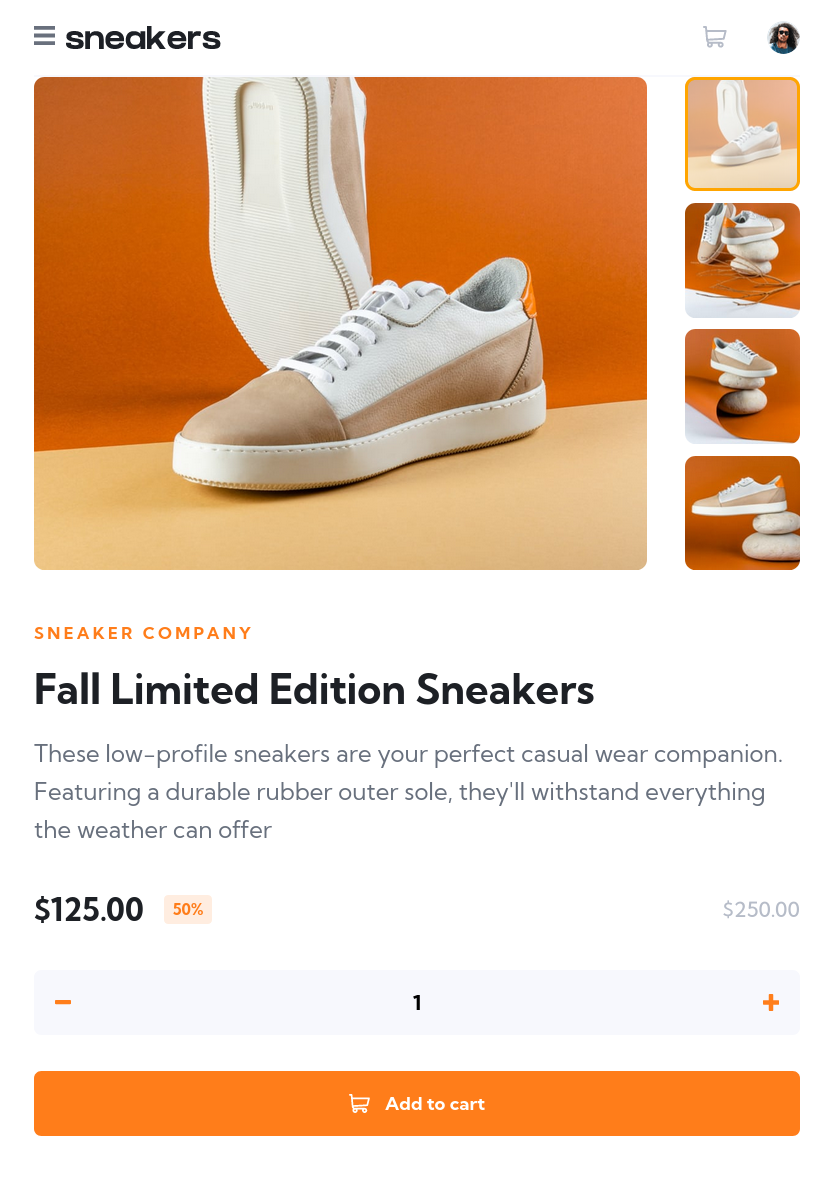 sneakers
SNEAKER COMPANY
Fall Limited Edition Sneakers
These low-profile sneakers are your perfect casual wear companion.
Featuring a durable rubber outer sole, they'll withstand everything
the weather can offer
$125.00 50% $250.00
1
Add to cart